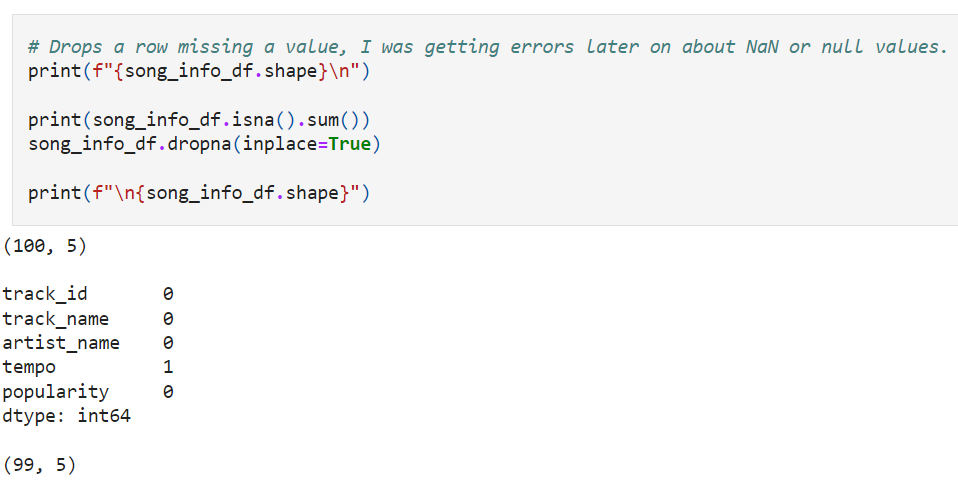 # Drops a row missing a value, I was getting errors later on about NaN or null values.
print(f"{song_info_df.shape}\n")
print(song_info_df.isna().sum())
song_info_df.dropna(inplace=True)
print(f"\n{song_info_df.shape}")
(100, 5)
track_id 0
track_name 0
artist_name 0
tempo 1
popularity 0
dtype: int64
(99, 5)